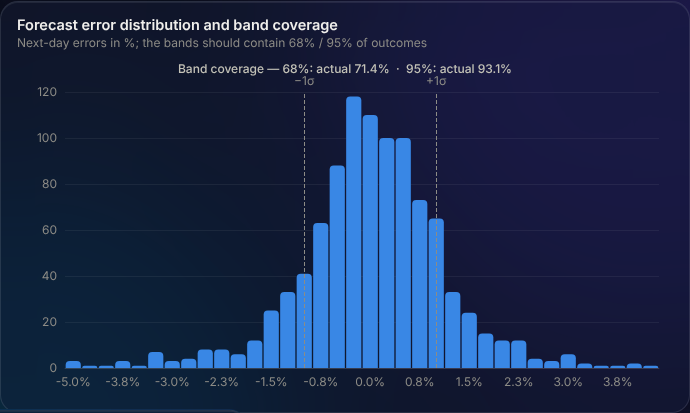 Forecast error distribution and band coverage
Next-day errors in %; the bands should contain 68% / 95% of outcomes
Band coverage — 68%: actual 71.4% · 95%: actual 93.1%
−1σ +1σ
120
100
80
60
40
20
0
-5.0% -3.8% -3.0% -2.3% -1.5% -0.8% 0.0% 0.8% 1.5% 2.3% 3.0% 3.8%